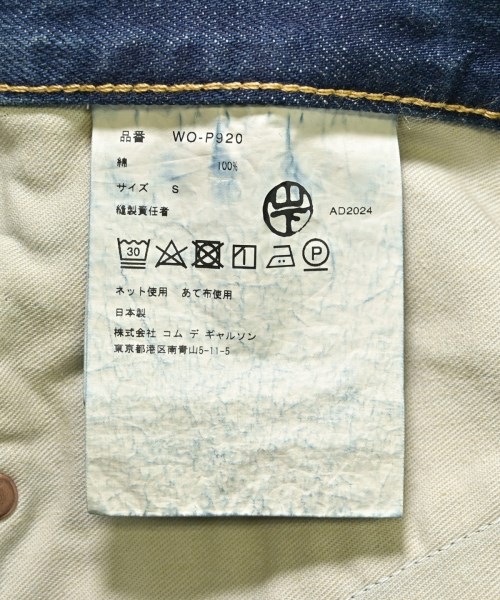 品番 WO-P920
綿 100%
サイズ S
縫製責任者 山下 AD2024
30 P
ネット使用 あて布使用
日本製
株式会社 コム デ ギャルソン
東京都港区南青山5-11-5